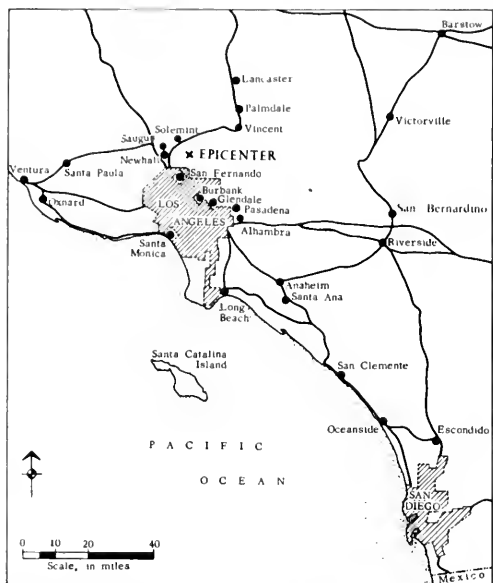 Barstow
Lancaster
Palmdale
Victorville
Solemint
Vincent
Saugu
Newhall
EPICENTER
Ventura
Santa Paula
San Fernando
Oxnard
LOS
ANGELES
Burbank
Glendale
Pasadena
San Bernardino
Alhambra
Santa
Monica
Riverside
Anaheim
Santa Ana
Long
Beach
Santa Catalina
Island
San Clemente
Oceanside
Escondido
PACIFIC
OCEAN
SAN
DIEGO
0 10 20 40
Scale, in miles
Mexico